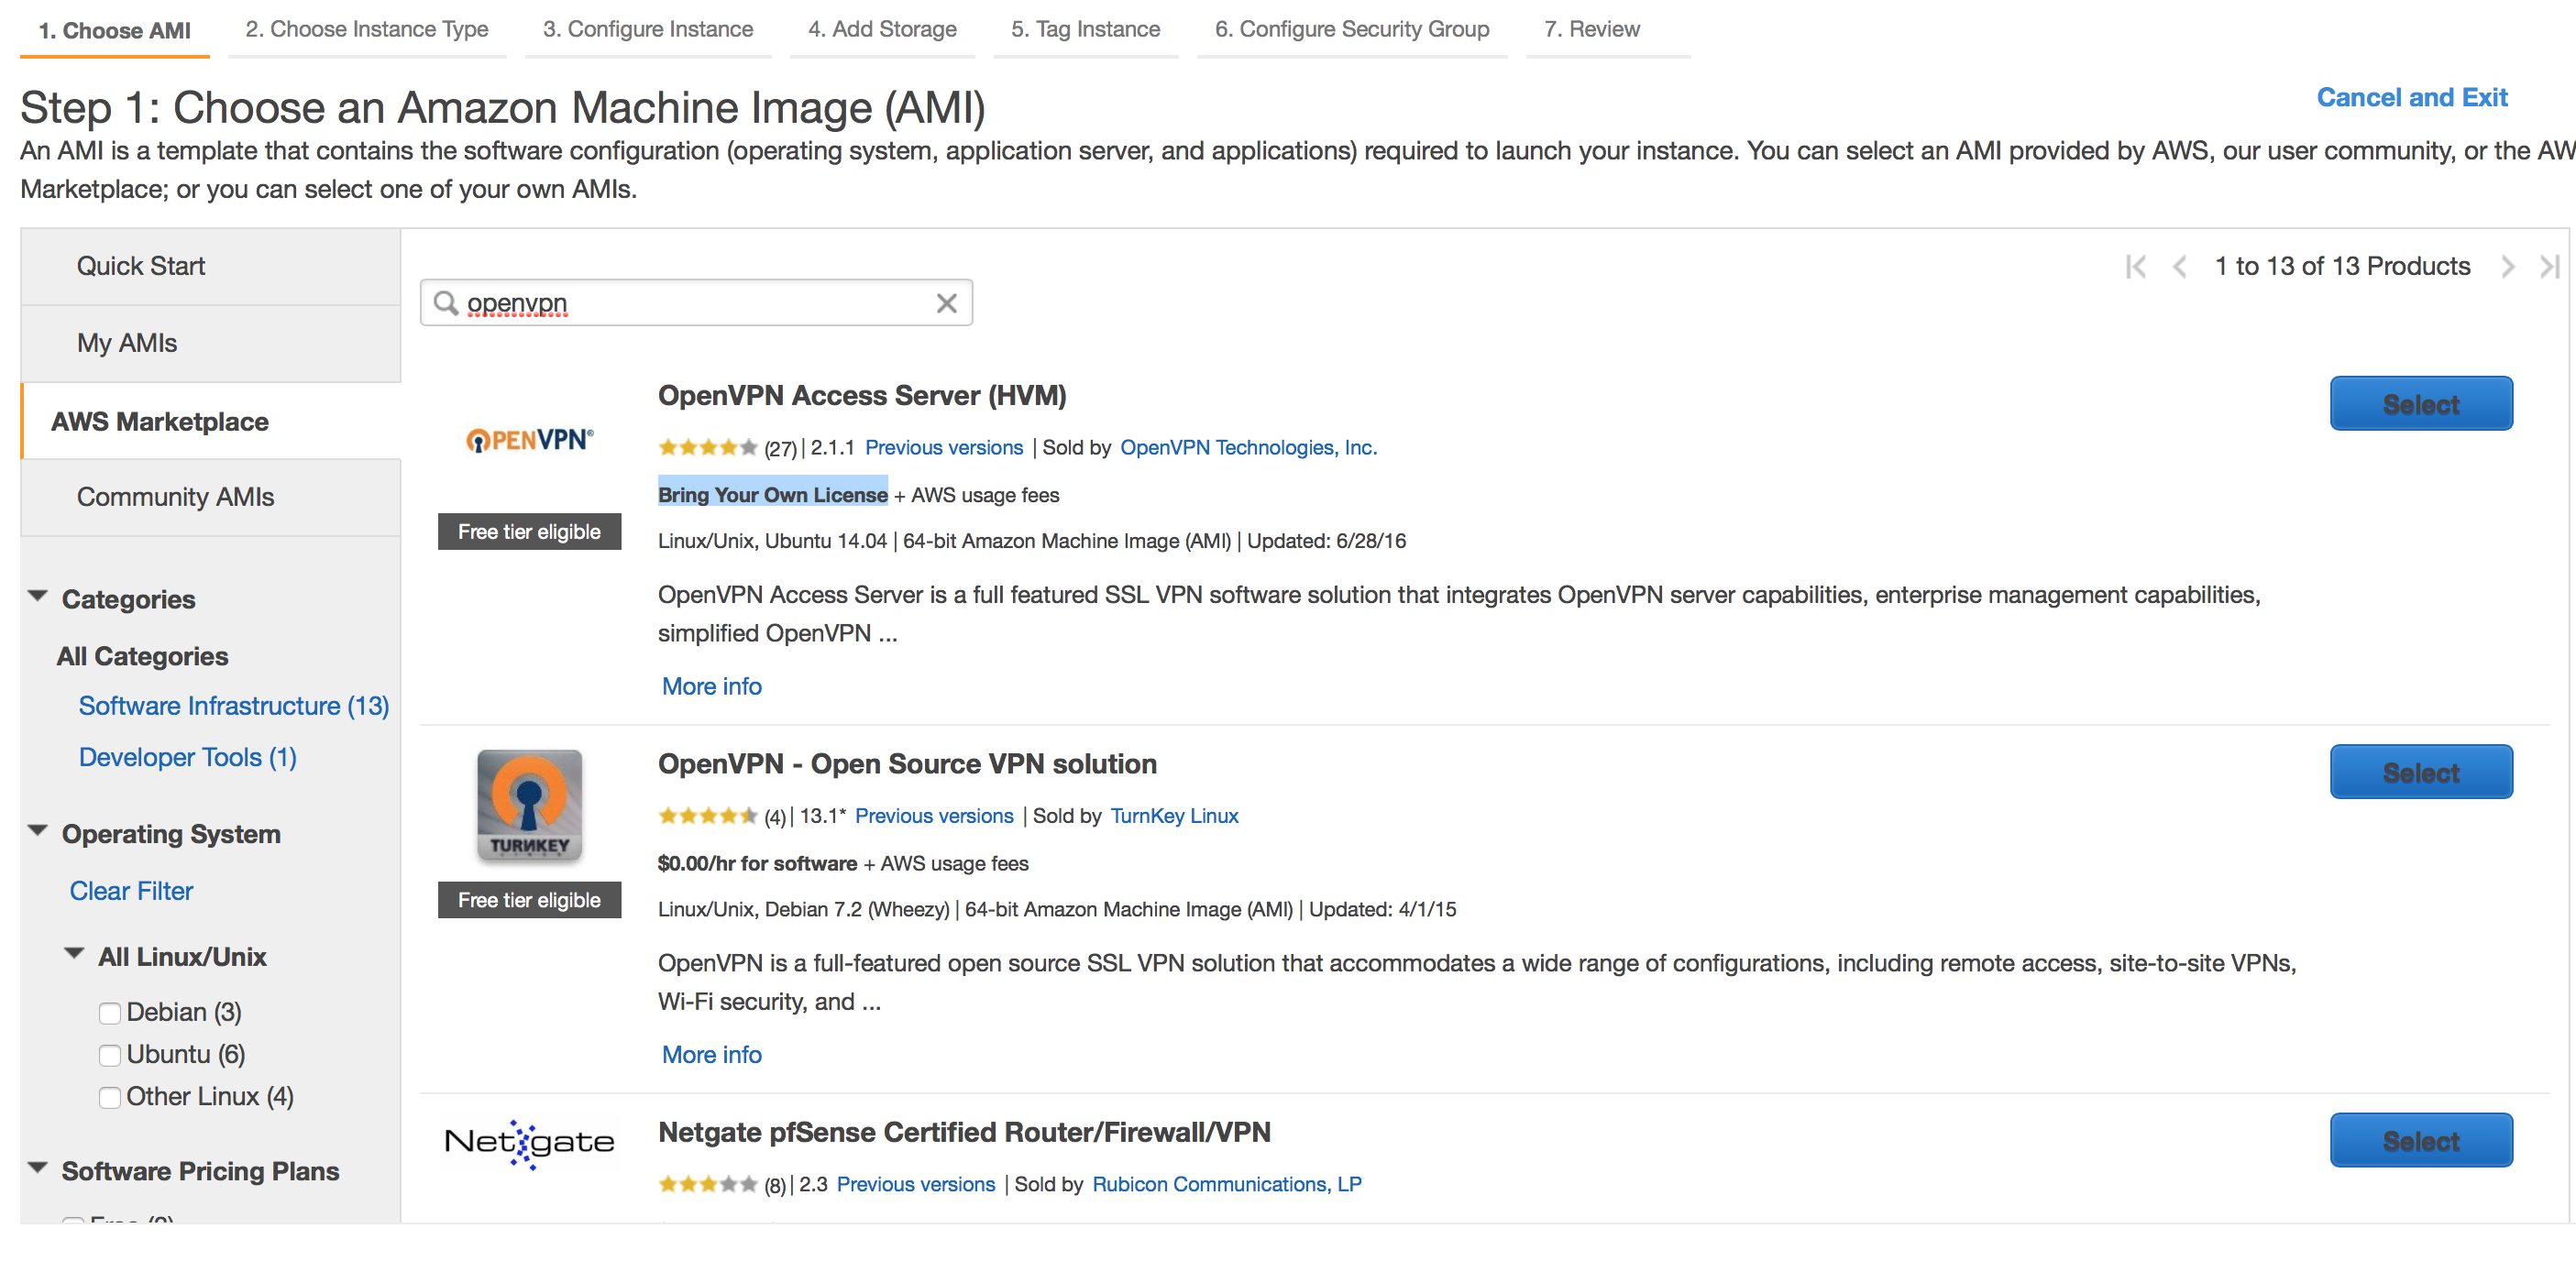 1. Choose AMI 2. Choose Instance Type 3. Configure Instance 4. Add Storage 5. Tag Instance 6. Configure Security Group 7. Review
Step 1: Choose an Amazon Machine Image (AMI)
Cancel and Exit
An AMI is a template that contains the software configuration (operating system, application server, and applications) required to launch your instance. You can select an AMI provided by AWS, our user community, or the AW
Marketplace; or you can select one of your own AMIs.
Quick Start
My AMIs
AWS Marketplace
Community AMIs
Categories
All Categories
Software Infrastructure (13)
Developer Tools (1)
Operating System
Clear Filter
All Linux/Unix
Debian (3)
Ubuntu (6)
Other Linux (4)
Software Pricing Plans
openvpn
1 to 13 of 13 Products
OPENVPN®
Free tier eligible
OpenVPN Access Server (HVM)
Select
(27) | 2.1.1 Previous versions | Sold by OpenVPN Technologies, Inc.
Bring Your Own License + AWS usage fees
Linux/Unix, Ubuntu 14.04 | 64-bit Amazon Machine Image (AMI) | Updated: 6/28/16
OpenVPN Access Server is a full featured SSL VPN software solution that integrates OpenVPN server capabilities, enterprise management capabilities,
simplified OpenVPN ...
More info
TURNKEY
Free tier eligible
OpenVPN - Open Source VPN solution
Select
(4) | 13.1* Previous versions | Sold by TurnKey Linux
$0.00/hr for software + AWS usage fees
Linux/Unix, Debian 7.2 (Wheezy) | 64-bit Amazon Machine Image (AMI) | Updated: 4/1/15
OpenVPN is a full-featured open source SSL VPN solution that accommodates a wide range of configurations, including remote access, site-to-site VPNs,
Wi-Fi security, and ...
More info
Netgate
Netgate pfSense Certified Router/Firewall/VPN
Select
(8) | 2.3 Previous versions | Sold by Rubicon Communications, LP